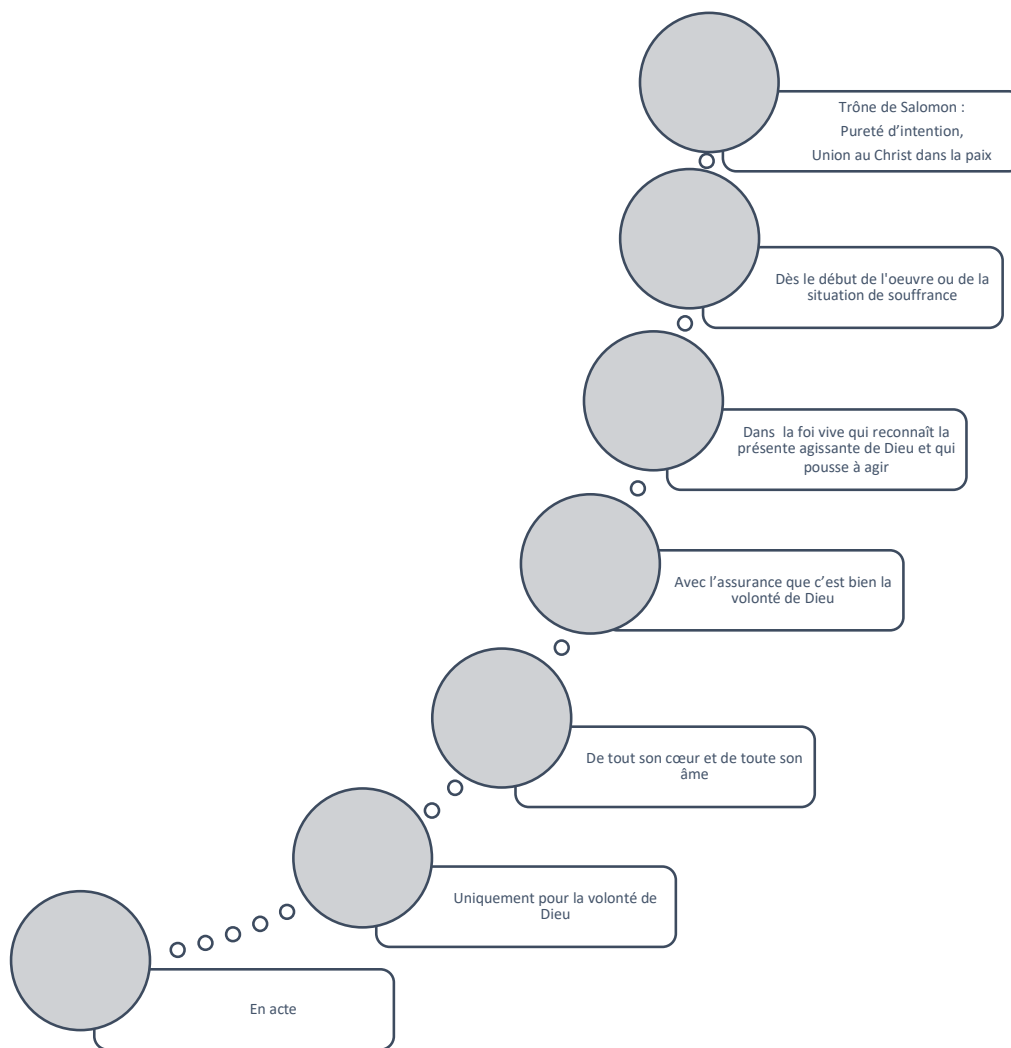 Trône de Salomon :
Pureté d’intention,
Union au Christ dans la paix
Dès le début de l'oeuvre ou de la
situation de souffrance
Dans la foi vive qui reconnaît la
présente agissante de Dieu et qui
pousse à agir
Avec l’assurance que c’est bien la
volonté de Dieu
De tout son cœur et de toute son
âme
Uniquement pour la volonté de
Dieu
En acte